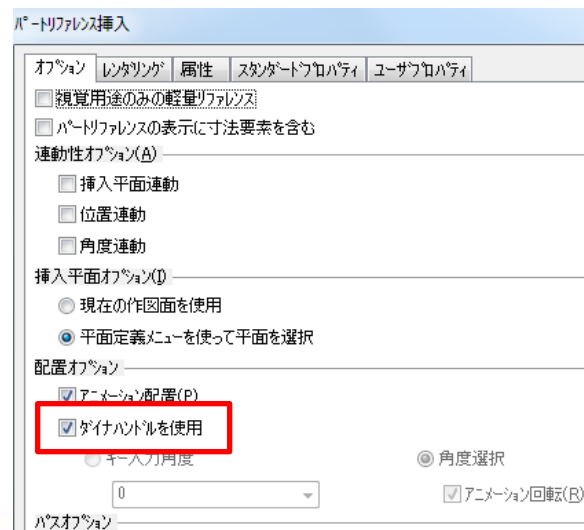 ﾊﾟｰﾄﾘﾌｧﾚﾝｽ挿入
ｵﾌﾟｼｮﾝ ﾚﾝﾀﾞﾘﾝｸﾞ 属性 ｽﾀﾝﾀﾞｰﾄﾞﾌﾟﾛﾊﾟﾃｨ ﾕｰｻﾞﾌﾟﾛﾊﾟﾃｨ
視覚用途のみの軽量ﾘﾌｧﾚﾝｽ
ﾊﾟｰﾄﾘﾌｧﾚﾝｽの表示に寸法要素を含む
連動性ｵﾌﾟｼｮﾝ(A)
挿入平面連動
位置連動
角度連動
挿入平面ｵﾌﾟｼｮﾝ(I)
現在の作図面を使用
平面定義ﾒﾆｭｰを使って平面を選択
配置ｵﾌﾟｼｮﾝ
ｱﾆﾒｰｼｮﾝ配置(P)
ﾀﾞｲﾅﾊﾝﾄﾞﾙを使用
ｷｰ入力角度 角度選択
0 ｱﾆﾒｰｼｮﾝ回転(R)
ﾊﾟｽｵﾌﾟｼｮﾝ